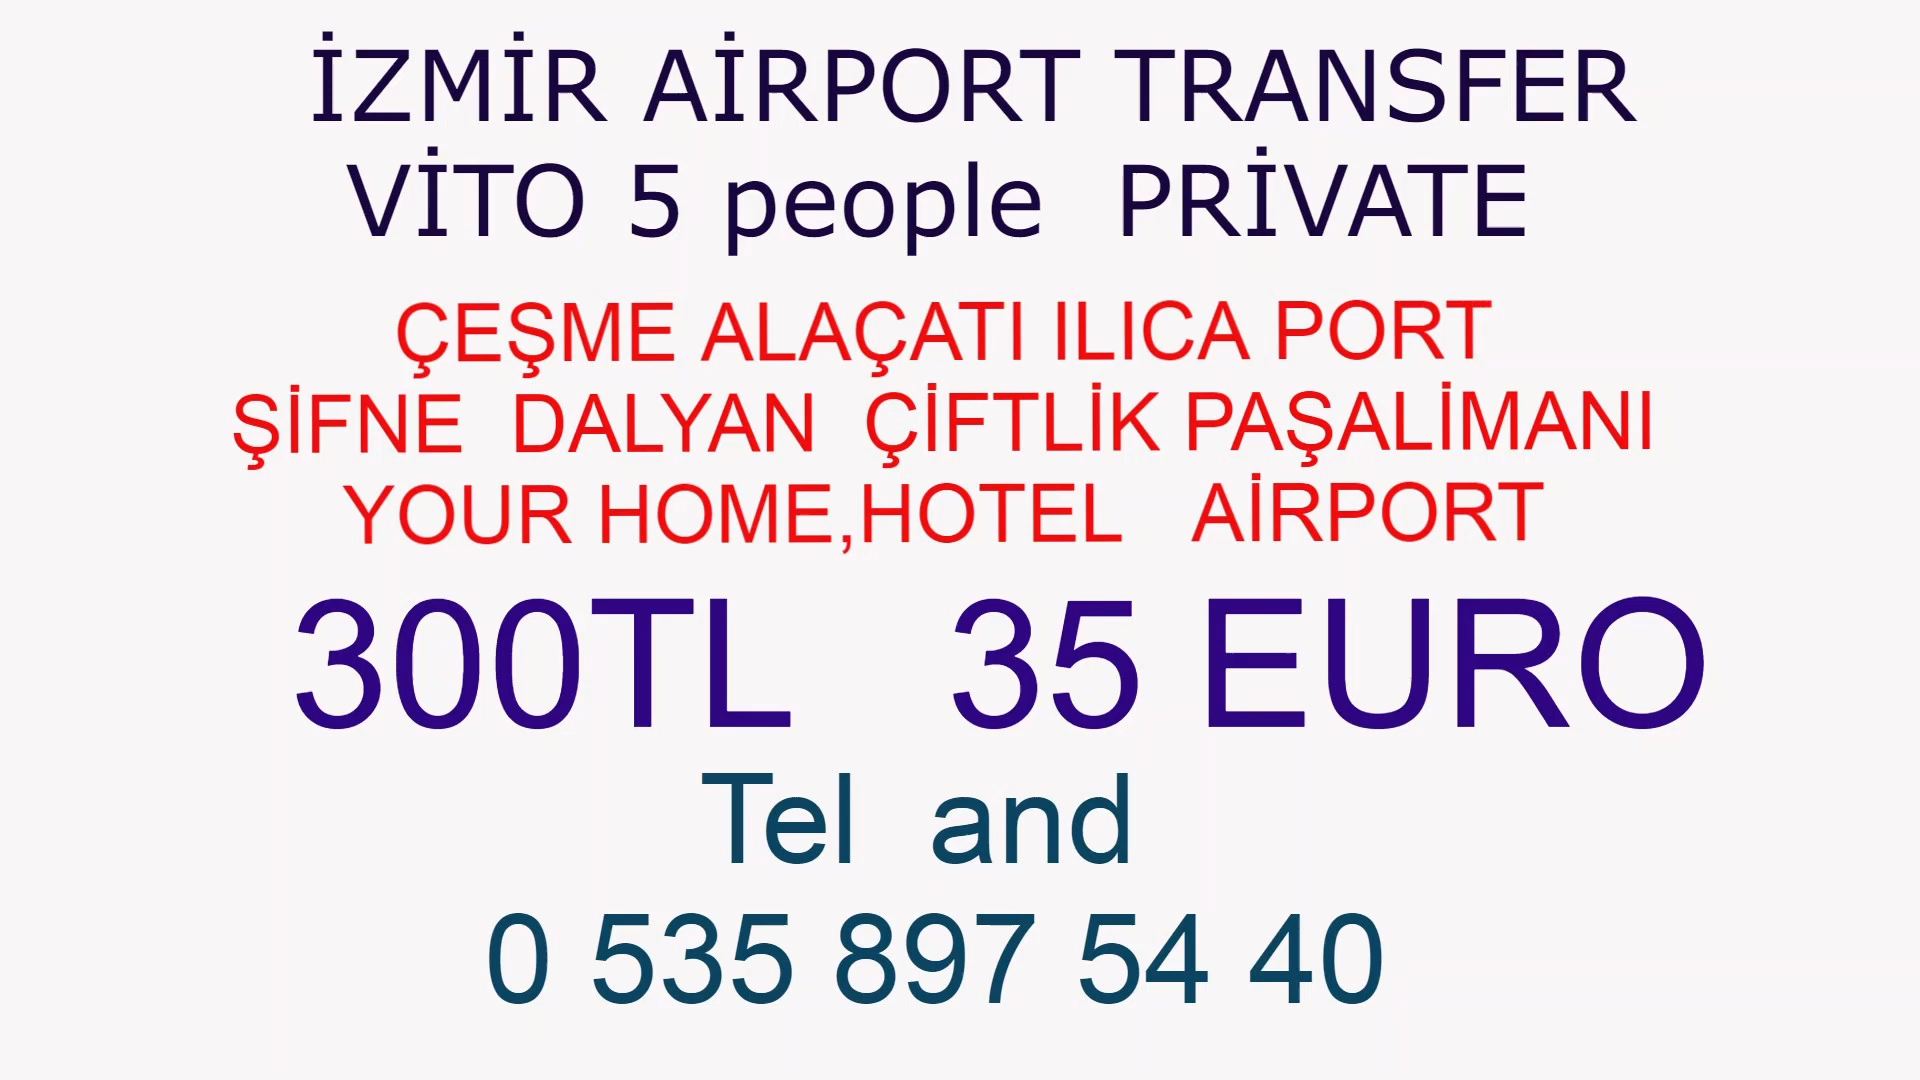 İZMİR AİRPORT TRANSFER
VİTO 5 people PRİVATE
ÇEŞME ALAÇATI ILICA PORT
ŞİFNE DALYAN ÇİFTLİK PAŞALİMANI
YOUR HOME,HOTEL AİRPORT
300TL 35 EURO
Tel and
0 535 897 54 40